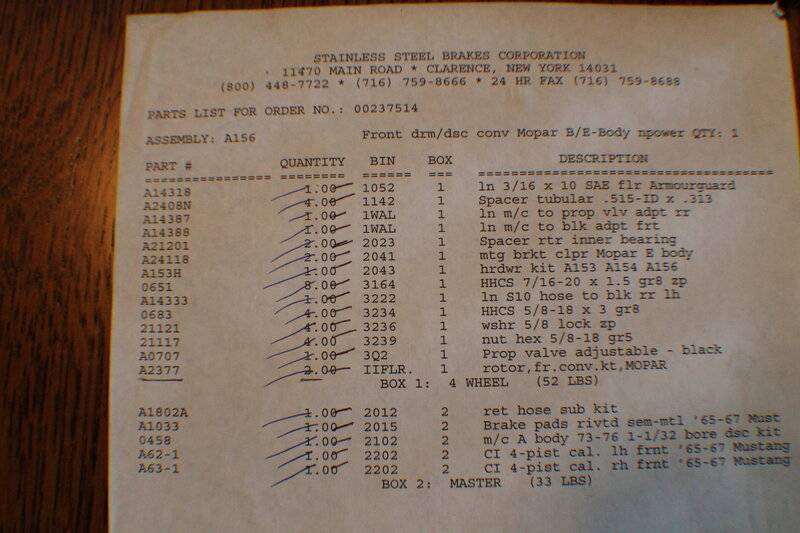 STAINLESS STEEL BRAKES CORPORATION
11470 MAIN ROAD * CLARENCE, NEW YORK 14031
(800) 448-7722 * (716) 759-8666 * 24 HR FAX (716) 759-8688
PARTS LIST FOR ORDER NO.: 00237514
ASSEMBLY: A156 Front drm/dsc conv Mopar B/E-Body npower QTY: 1
PART # QUANTITY BIN BOX DESCRIPTION
A14318 1.00 1052 1 ln 3/16 x 10 SAE flr Armourguard
A2408N 4.00 1142 1 Spacer tubular .515-ID x .313
A14387 1.00 1WAL 1 ln m/c to prop vlv adpt rr
A14388 1.00 1WAL 1 ln m/c to blk adpt frt
A21201 2.00 2023 1 Spacer rtr inner bearing
A24118 2.00 2041 1 mtg brkt clpr Mopar E body
A153H 1.00 2043 1 hrdwr kit A153 A154 A156
0651 8.00 3164 1 HHCS 7/16-20 x 1.5 gr8 zp
A14333 1.00 3222 1 ln S10 hose to blk rr lh
0683 4.00 3234 1 HHCS 5/8-18 x 3 gr8
21121 4.00 3236 1 wshr 5/8 lock zp
21117 4.00 3239 1 nut hex 5/8-18 gr5
A0707 1.00 3Q2 1 Prop valve adjustable - black
A2377 2.00 IIFLR. 1 rotor,fr.conv.kt,MOPAR
BOX 1: 4 WHEEL (52 LBS)
A1802A 1.00 2012 2 ret hose sub kit
A1033 1.00 2015 2 Brake pads rivtd sem-mtl '65-67 Must
0458 1.00 2102 2 m/c A body 73-76 1-1/32 bore dsc kit
A62-1 1.00 2202 2 CI 4-pist cal. lh frnt '65-67 Mustang
A63-1 1.00 2202 2 CI 4-pist cal. rh frnt '65-67 Mustang
BOX 2: MASTER (33 LBS)